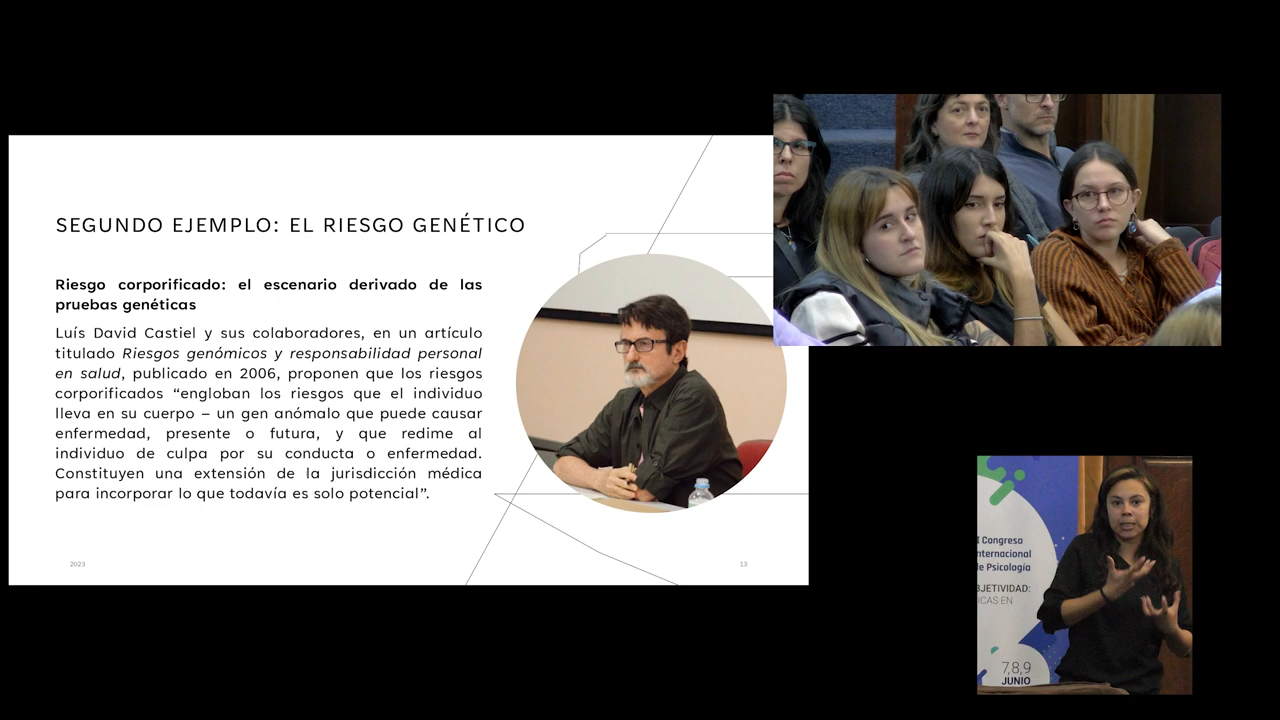 SEGUNDO EJEMPLO: EL RIESGO GENÉTICO
Riesgo corporificado: el escenario derivado de las
pruebas genéticas
Luís David Castiel y sus colaboradores, en un artículo
titulado Riesgos genómicos y responsabilidad personal
en salud, publicado en 2006, proponen que los riesgos
corporificados “engloban los riesgos que el individuo
lleva en su cuerpo – un gen anómalo que puede causar
enfermedad, presente o futura, y que redime al
individuo de culpa por su conducta o enfermedad.
Constituyen una extensión de la jurisdicción médica
para incorporar lo que todavía es solo potencial”.
2023
13
I Congreso
nternacional
e Psicología
BJETIVIDAD:
ICAS EN
7,8,9
JUNIO